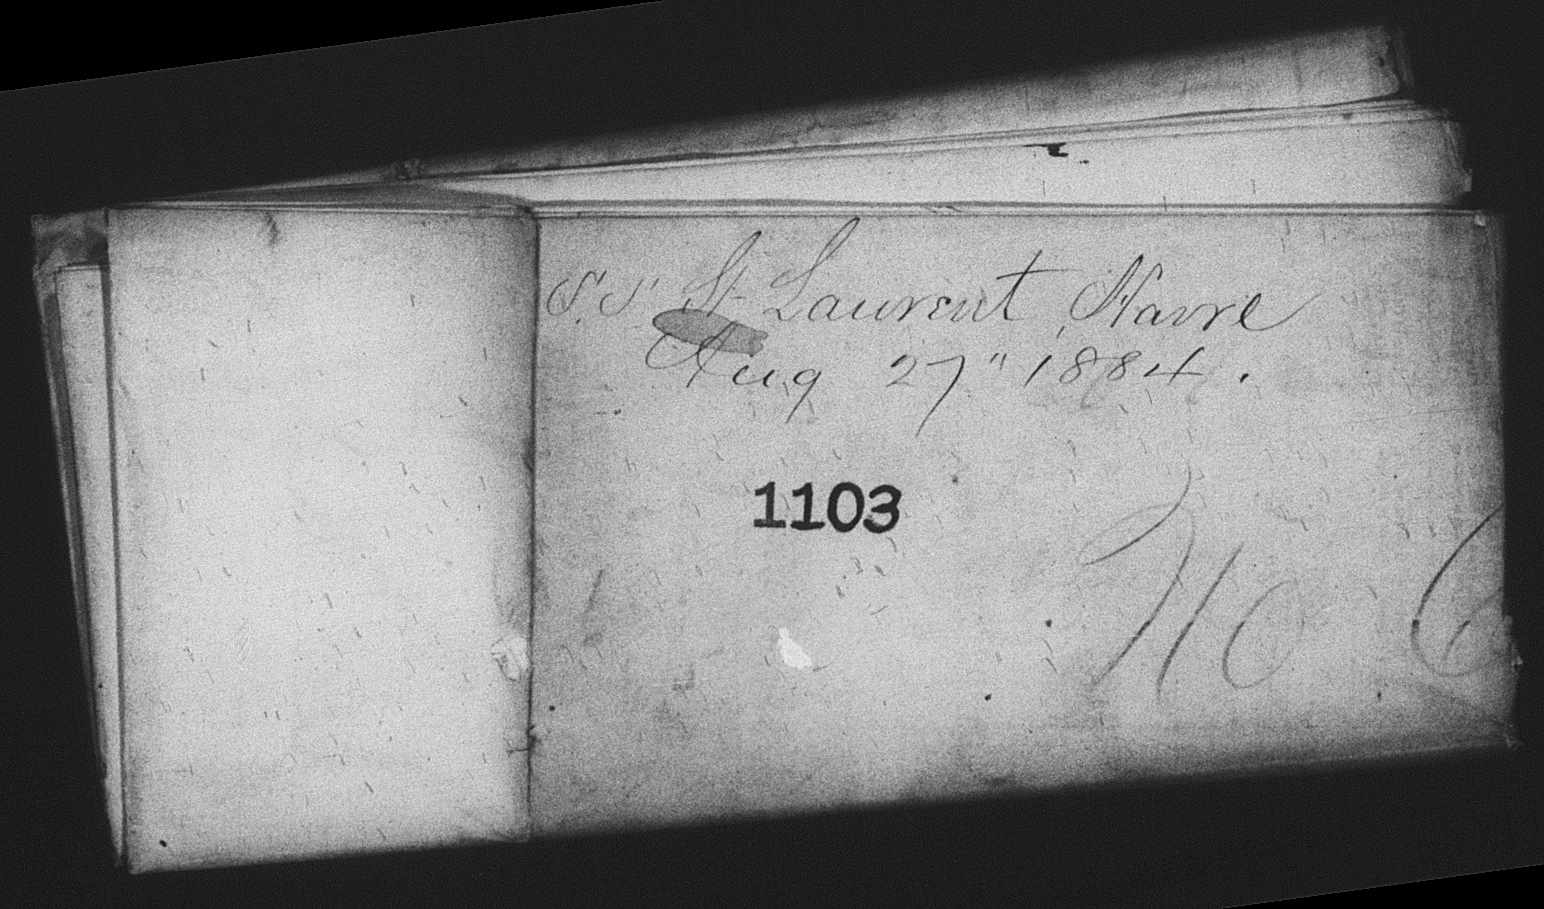 S.S. St Laurent, Havre
Aug 27" 1884.
1103
No 6